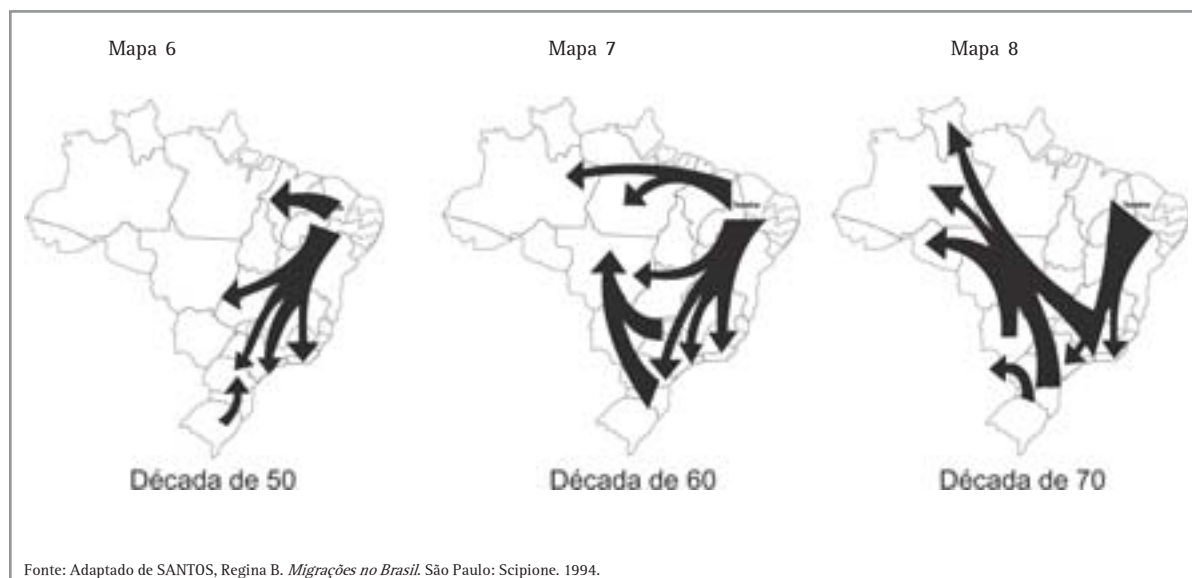 Mapa 6
Mapa 7
Mapa 8
Década de 50
Década de 60
Década de 70
Fonte: Adaptado de SANTOS, Regina B. Migrações no Brasil. São Paulo: Scipione. 1994.